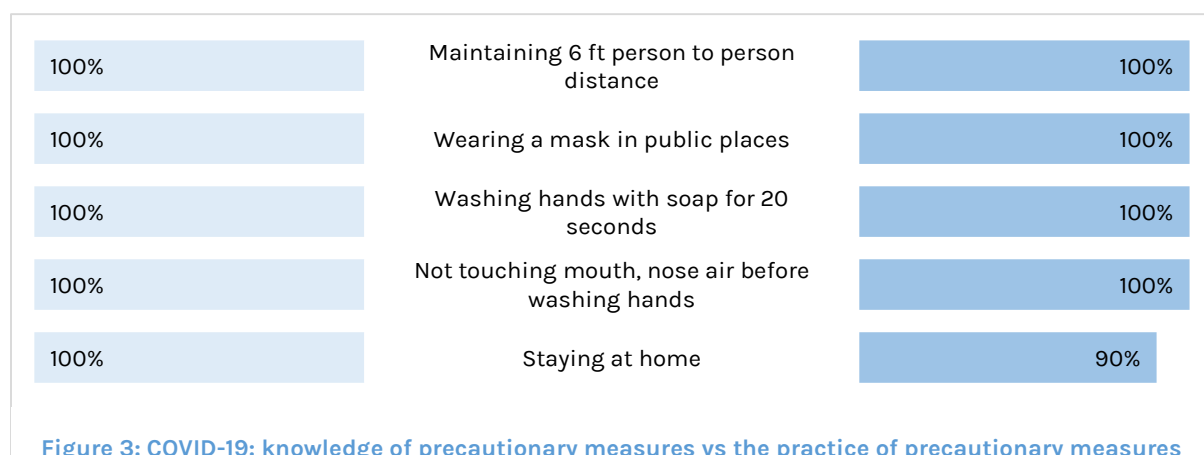 100%
Maintaining 6 ft person to person
distance
100%
100%
Wearing a mask in public places
100%
100%
Washing hands with soap for 20
seconds
100%
100%
Not touching mouth, nose air before
washing hands
100%
100%
Staying at home
90%
Figure 3: COVID-19: knowledge of precautionary measures vs the practice of precautionary measures